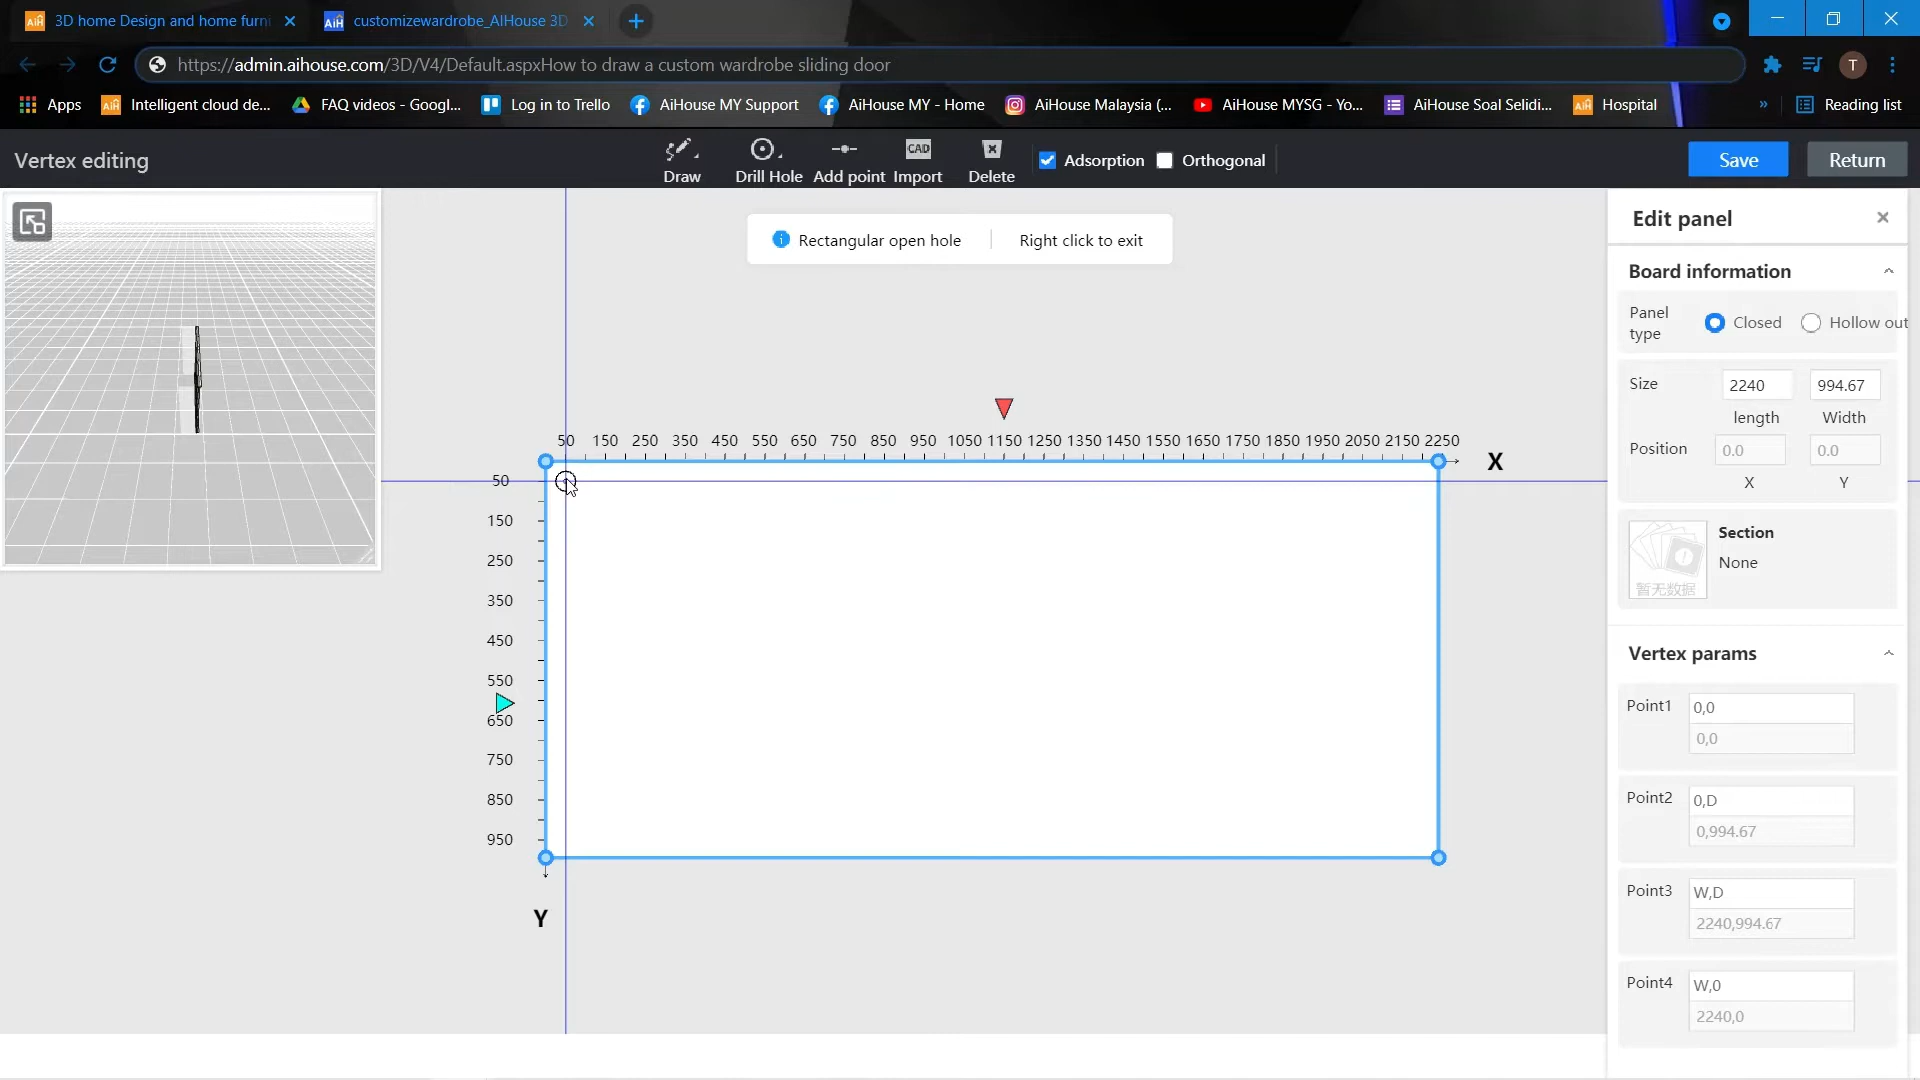 3D home Design and home furni
customizewardrobe_AIHouse 3D
https://admin.aihouse.com/3D/V4/Default.aspxHow to draw a custom wardrobe sliding door
T
Apps
Intelligent cloud de...
FAQ videos - Googl...
Log in to Trello
AiHouse MY Support
AiHouse MY - Home
AiHouse Malaysia (...
AiHouse MYSG - Yo...
AiHouse Soal Selidi...
Hospital
»
Reading list
Vertex editing
Draw
Drill Hole
Add point
CAD
Import
Delete
Adsorption
Orthogonal
Save
Return
Rectangular open hole
Right click to exit
50 150 250 350 450 550 650 750 850 950 1050 1150 1250 1350 1450 1550 1650 1750 1850 1950 2050 2150 2250
X
50
150
250
350
450
550
650
750
850
950
Y
Edit panel
Board information
Panel type
Closed
Hollow out
Size
2240
994.67
length
Width
Position
0.0
0.0
X
Y
暂无数据
Section
None
Vertex params
Point1
0,0
0,0
Point2
0,D
0,994.67
Point3
W,D
2240,994.67
Point4
W,0
2240,0